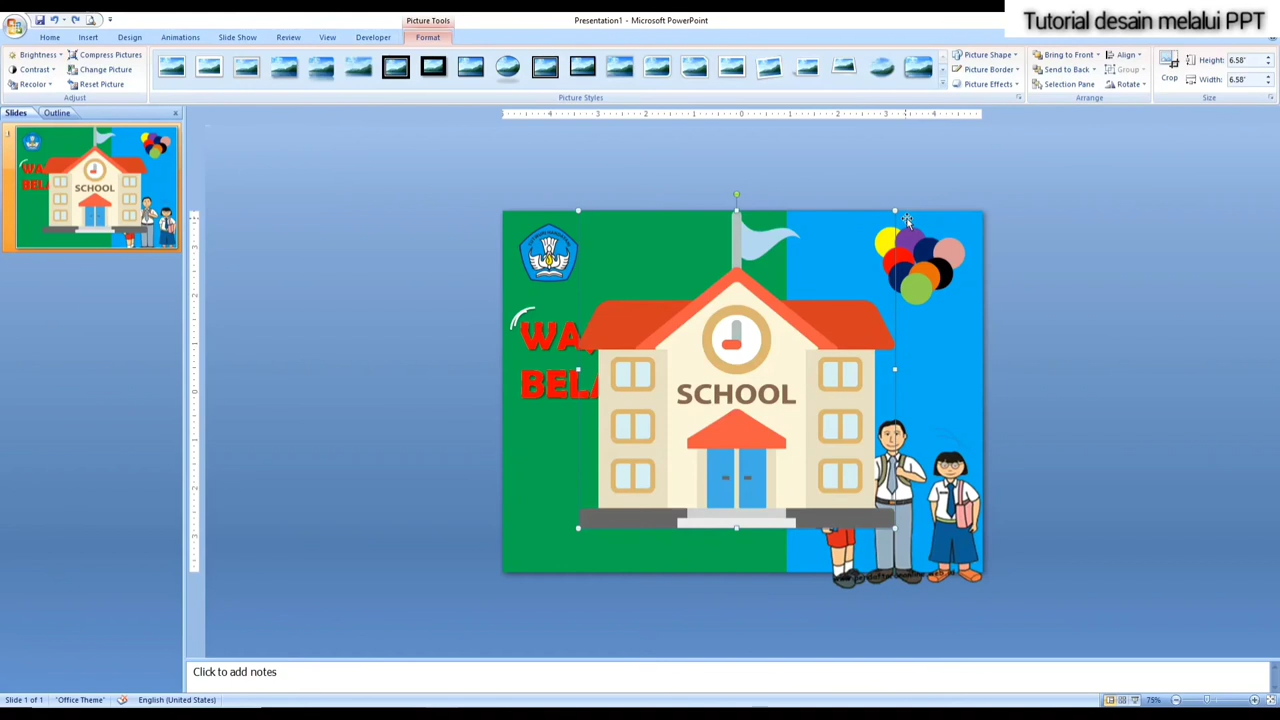 Picture Tools
Presentation1 - Microsoft PowerPoint
Tutorial desain melalui PPT
Home
Insert
Design
Animations
Slide Show
Review
View
Developer
Format
Brightness
Compress Pictures
Contrast
Change Picture
Recolor
Reset Picture
Adjust
Picture Styles
Picture Shape
Picture Border
Picture Effects
Bring to Front
Send to Back
Selection Pane
Align
Group
Rotate
Arrange
Crop
Height: 6.58"
Width: 6.58"
Size
Slides
Outline
1
SCHOOL
WA
BELA
SCHOOL
Click to add notes
Slide 1 of 1
"Office Theme"
English (United States)
75%